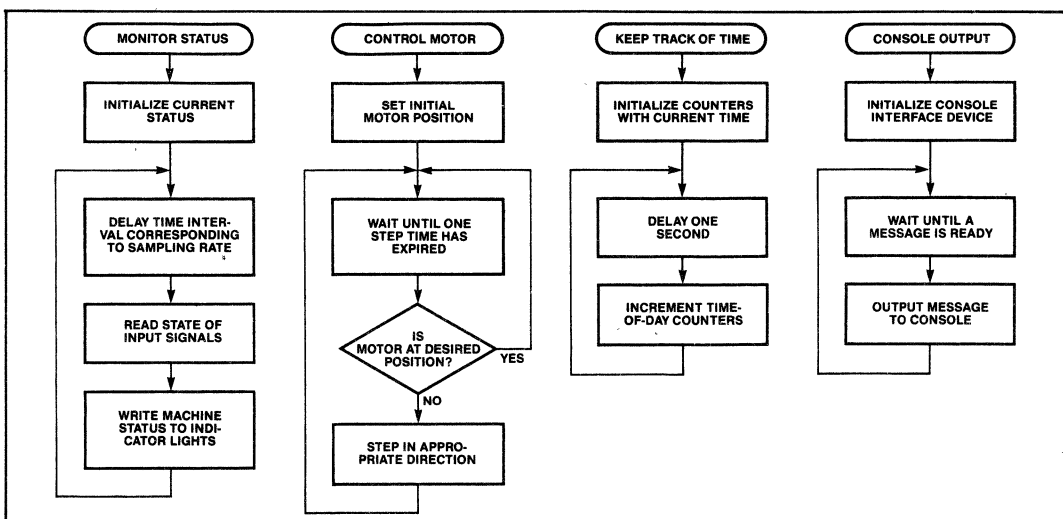 MONITOR STATUS
INITIALIZE CURRENT
STATUS
DELAY TIME INTER-
VAL CORRESPONDING
TO SAMPLING RATE
READ STATE OF
INPUT SIGNALS
WRITE MACHINE
STATUS TO INDI-
CATOR LIGHTS
CONTROL MOTOR
SET INITIAL
MOTOR POSITION
WAIT UNTIL ONE
STEP TIME HAS
EXPIRED
IS
MOTOR AT DESIRED
POSITION?
YES
NO
STEP IN APPRO-
PRIATE DIRECTION
KEEP TRACK OF TIME
INITIALIZE COUNTERS
WITH CURRENT TIME
DELAY ONE
SECOND
INCREMENT TIME-
OF-DAY COUNTERS
CONSOLE OUTPUT
INITIALIZE CONSOLE
INTERFACE DEVICE
WAIT UNTIL A
MESSAGE IS READY
OUTPUT MESSAGE
TO CONSOLE